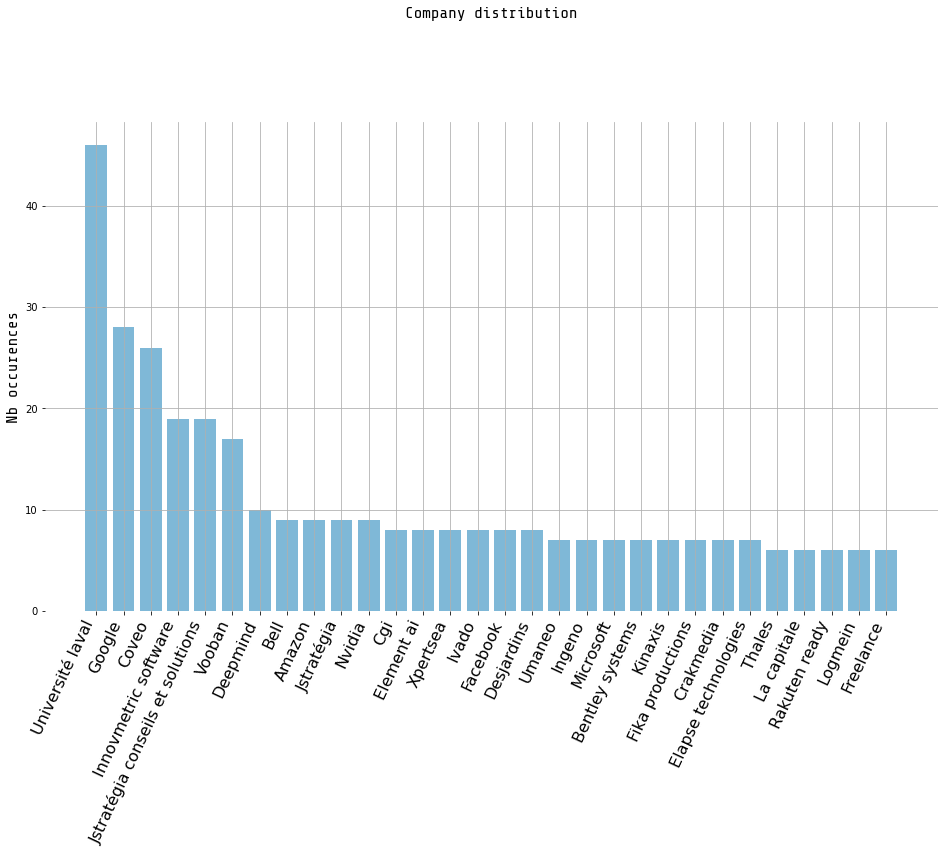 Company distribution
Nb occurences
40
30
20
10
0
Université laval
Google
Coveo
Innovmetric software
Jstratégia conseils et solutions
Vooban
Deepmind
Bell
Amazon
Jstratégia
Nvidia
Cgi
Element ai
Xpertsea
Ivado
Facebook
Desjardins
Umaneo
Ingeno
Microsoft
Bentley systems
Kinaxis
Fika productions
Crakmedia
Elapse technologies
Thales
La capitale
Rakuten ready
Logmein
Freelance